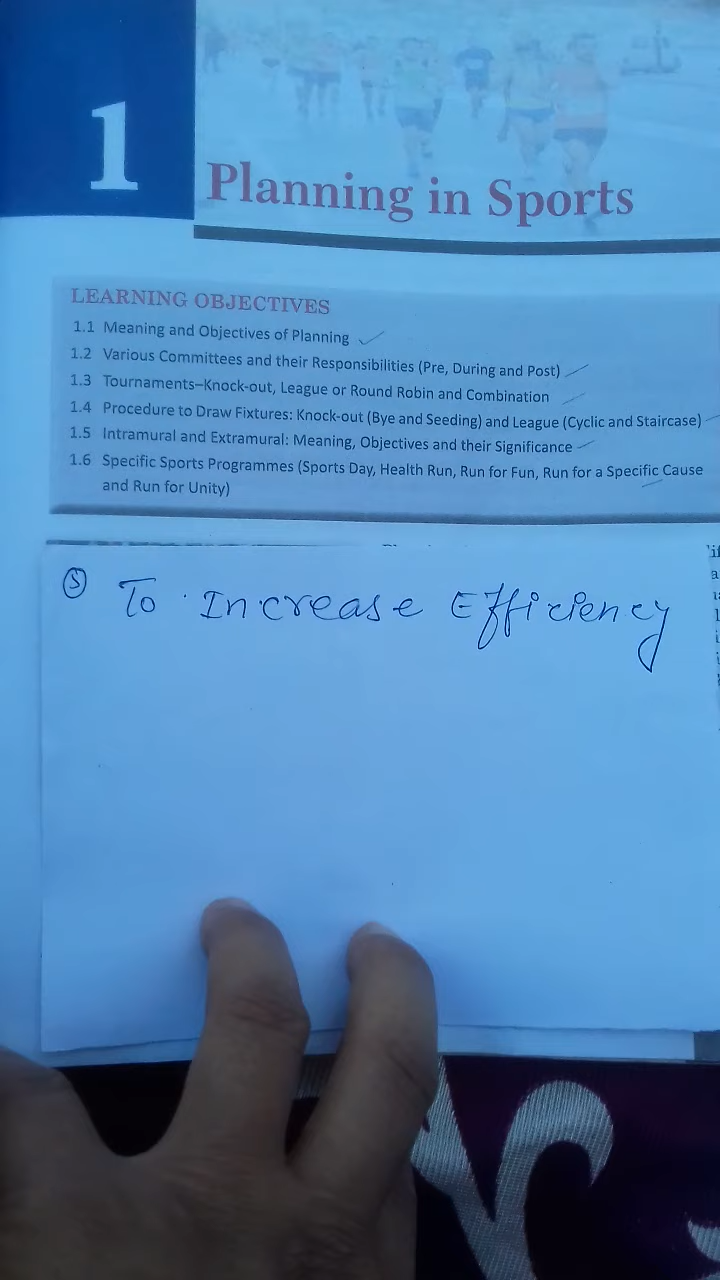 1
Planning in Sports
LEARNING OBJECTIVES
1.1 Meaning and Objectives of Planning
1.2 Various Committees and their Responsibilities (Pre, During and Post)
1.3 Tournaments–Knock-out, League or Round Robin and Combination
1.4 Procedure to Draw Fixtures: Knock-out (Bye and Seeding) and League (Cyclic and Staircase)
1.5 Intramural and Extramural: Meaning, Objectives and their Significance
1.6 Specific Sports Programmes (Sports Day, Health Run, Run for Fun, Run for a Specific Cause
and Run for Unity)
⑤ To Increase Efficiency